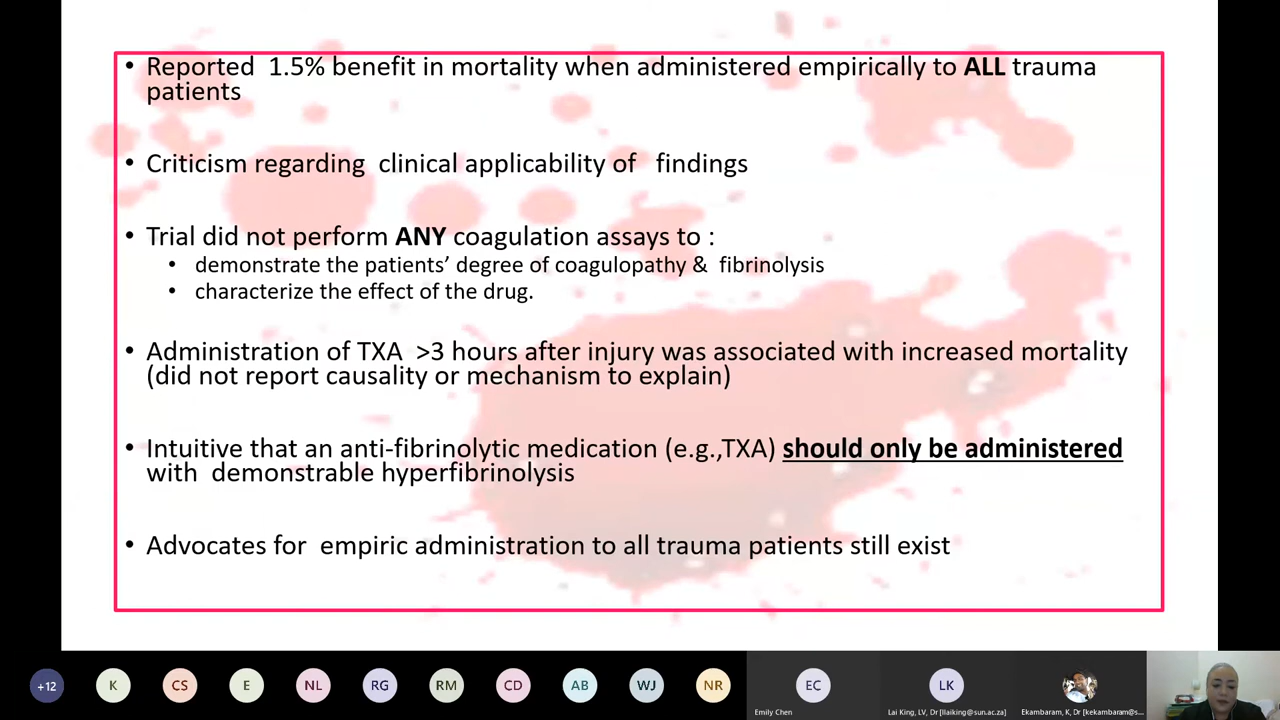 • Reported 1.5% benefit in mortality when administered empirically to ALL trauma
patients
• Criticism regarding clinical applicability of findings
• Trial did not perform ANY coagulation assays to :
• demonstrate the patients’ degree of coagulopathy & fibrinolysis
• characterize the effect of the drug.
• Administration of TXA >3 hours after injury was associated with increased mortality
(did not report causality or mechanism to explain)
• Intuitive that an anti-fibrinolytic medication (e.g.,TXA) should only be administered
with demonstrable hyperfibrinolysis
• Advocates for empiric administration to all trauma patients still exist
+12 K CS E NL RG RM CD AB WJ NR EC LK
Emily Chen Lai King, LV, Dr [llaiking@sun.ac.za] Ekambaram, K, Dr [kekambaram@s...